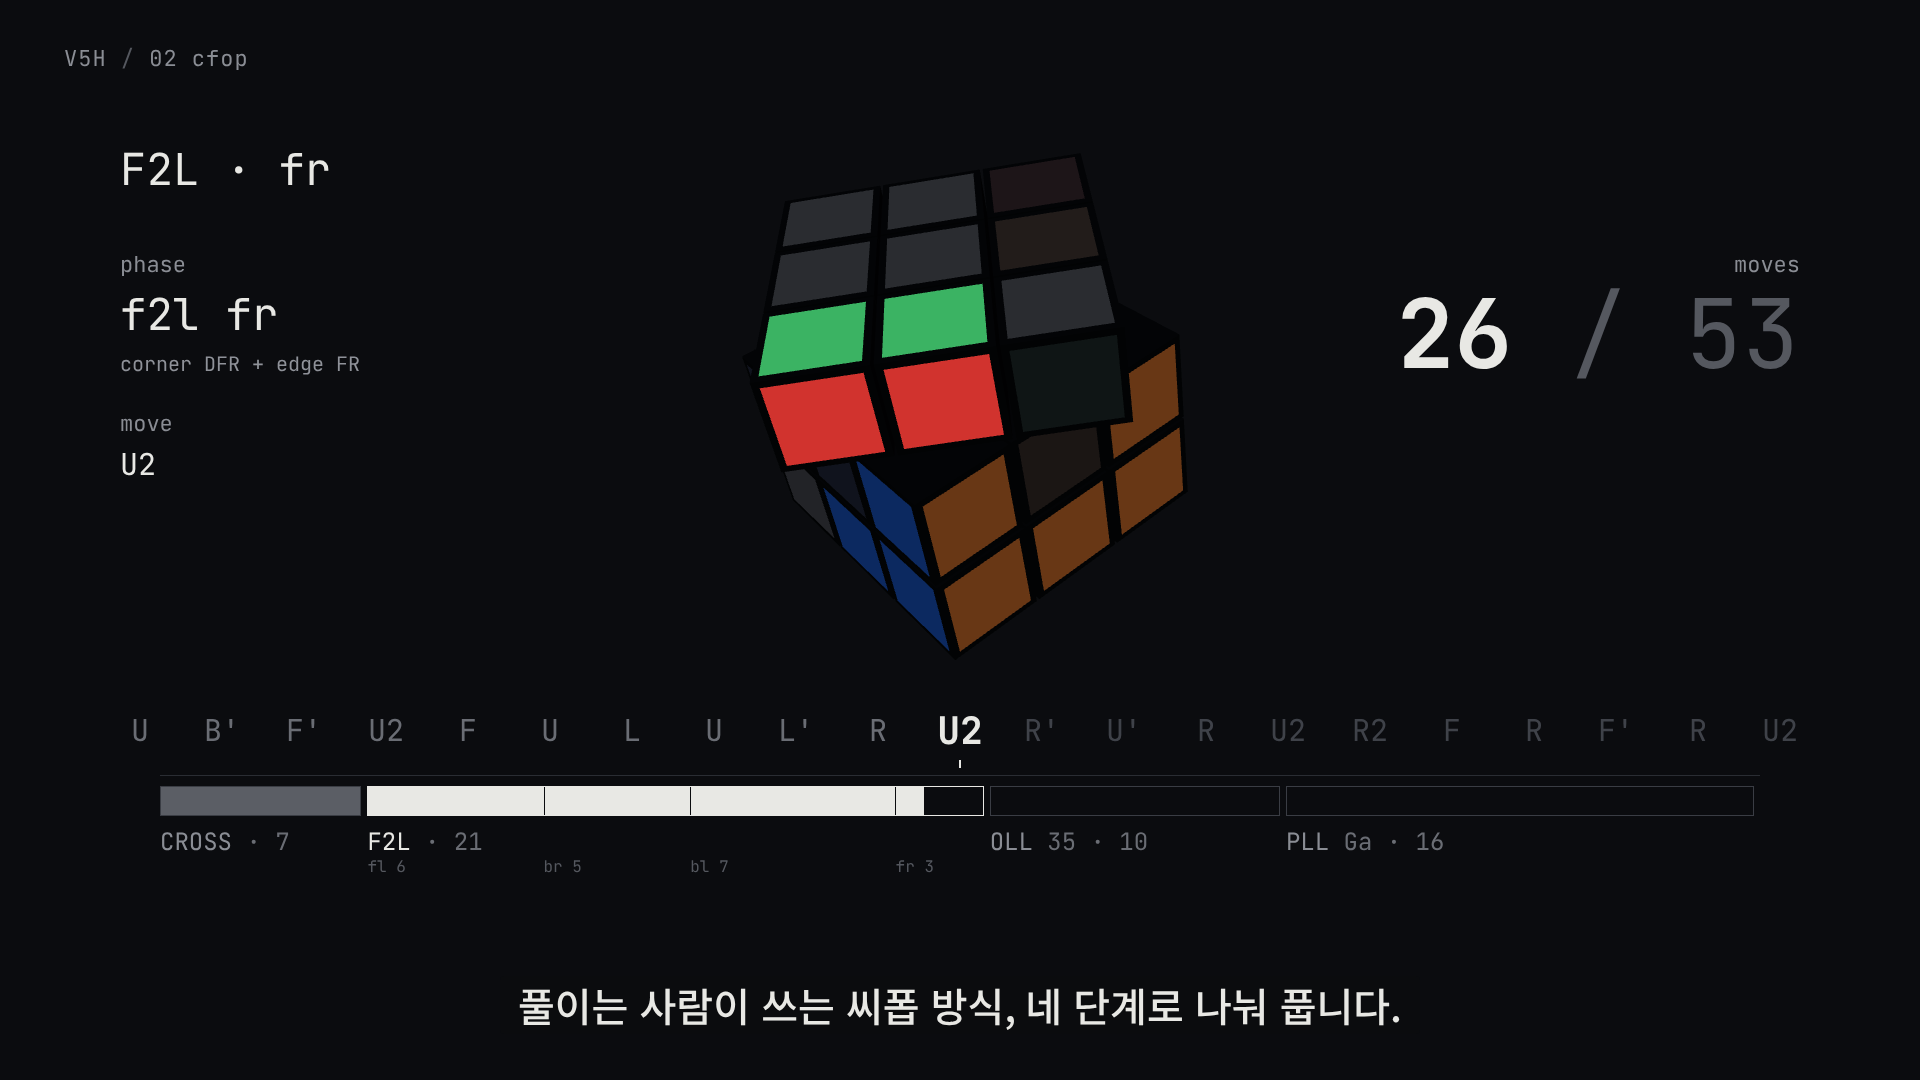 V5H / 02 cfop
F2L · fr
phase
f2l fr
corner DFR + edge FR
move
U2
moves
26 / 53
U B' F' U2 F U L U L' R U2 R' U' R U2 R2 F R F' R U2
CROSS · 7 F2L · 21 OLL 35 · 10 PLL Ga · 16
fl 6 br 5 bl 7 fr 3
풀이는 사람이 쓰는 씨폽 방식, 네 단계로 나눠 풉니다.